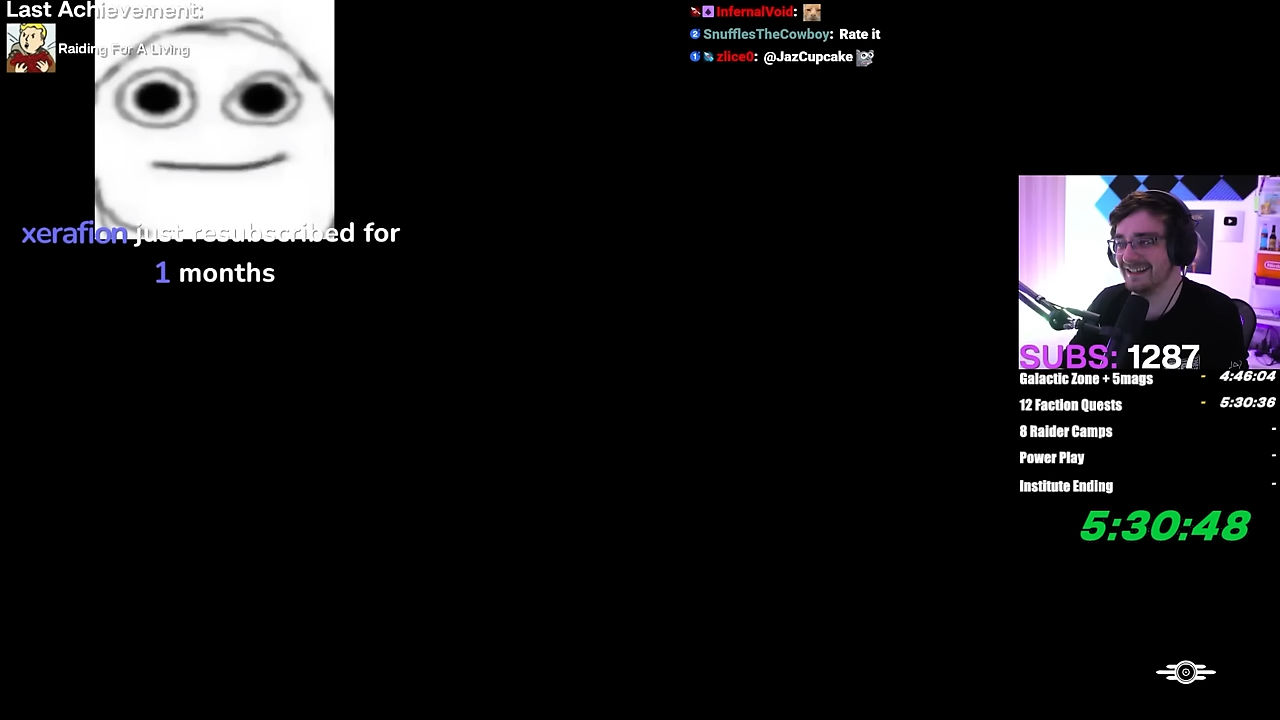 Last Achievement:
Raiding For A Living
xerafion just resubscribed for
1 months
InfernalVoid:
2 SnufflesTheCowboy: Rate it
1 zlice0: @JazCupcake
SUBS: 1287
Galactic Zone + 5mags - 4:46:04
12 Faction Quests - 5:30:36
8 Raider Camps -
Power Play -
Institute Ending -
5:30:48